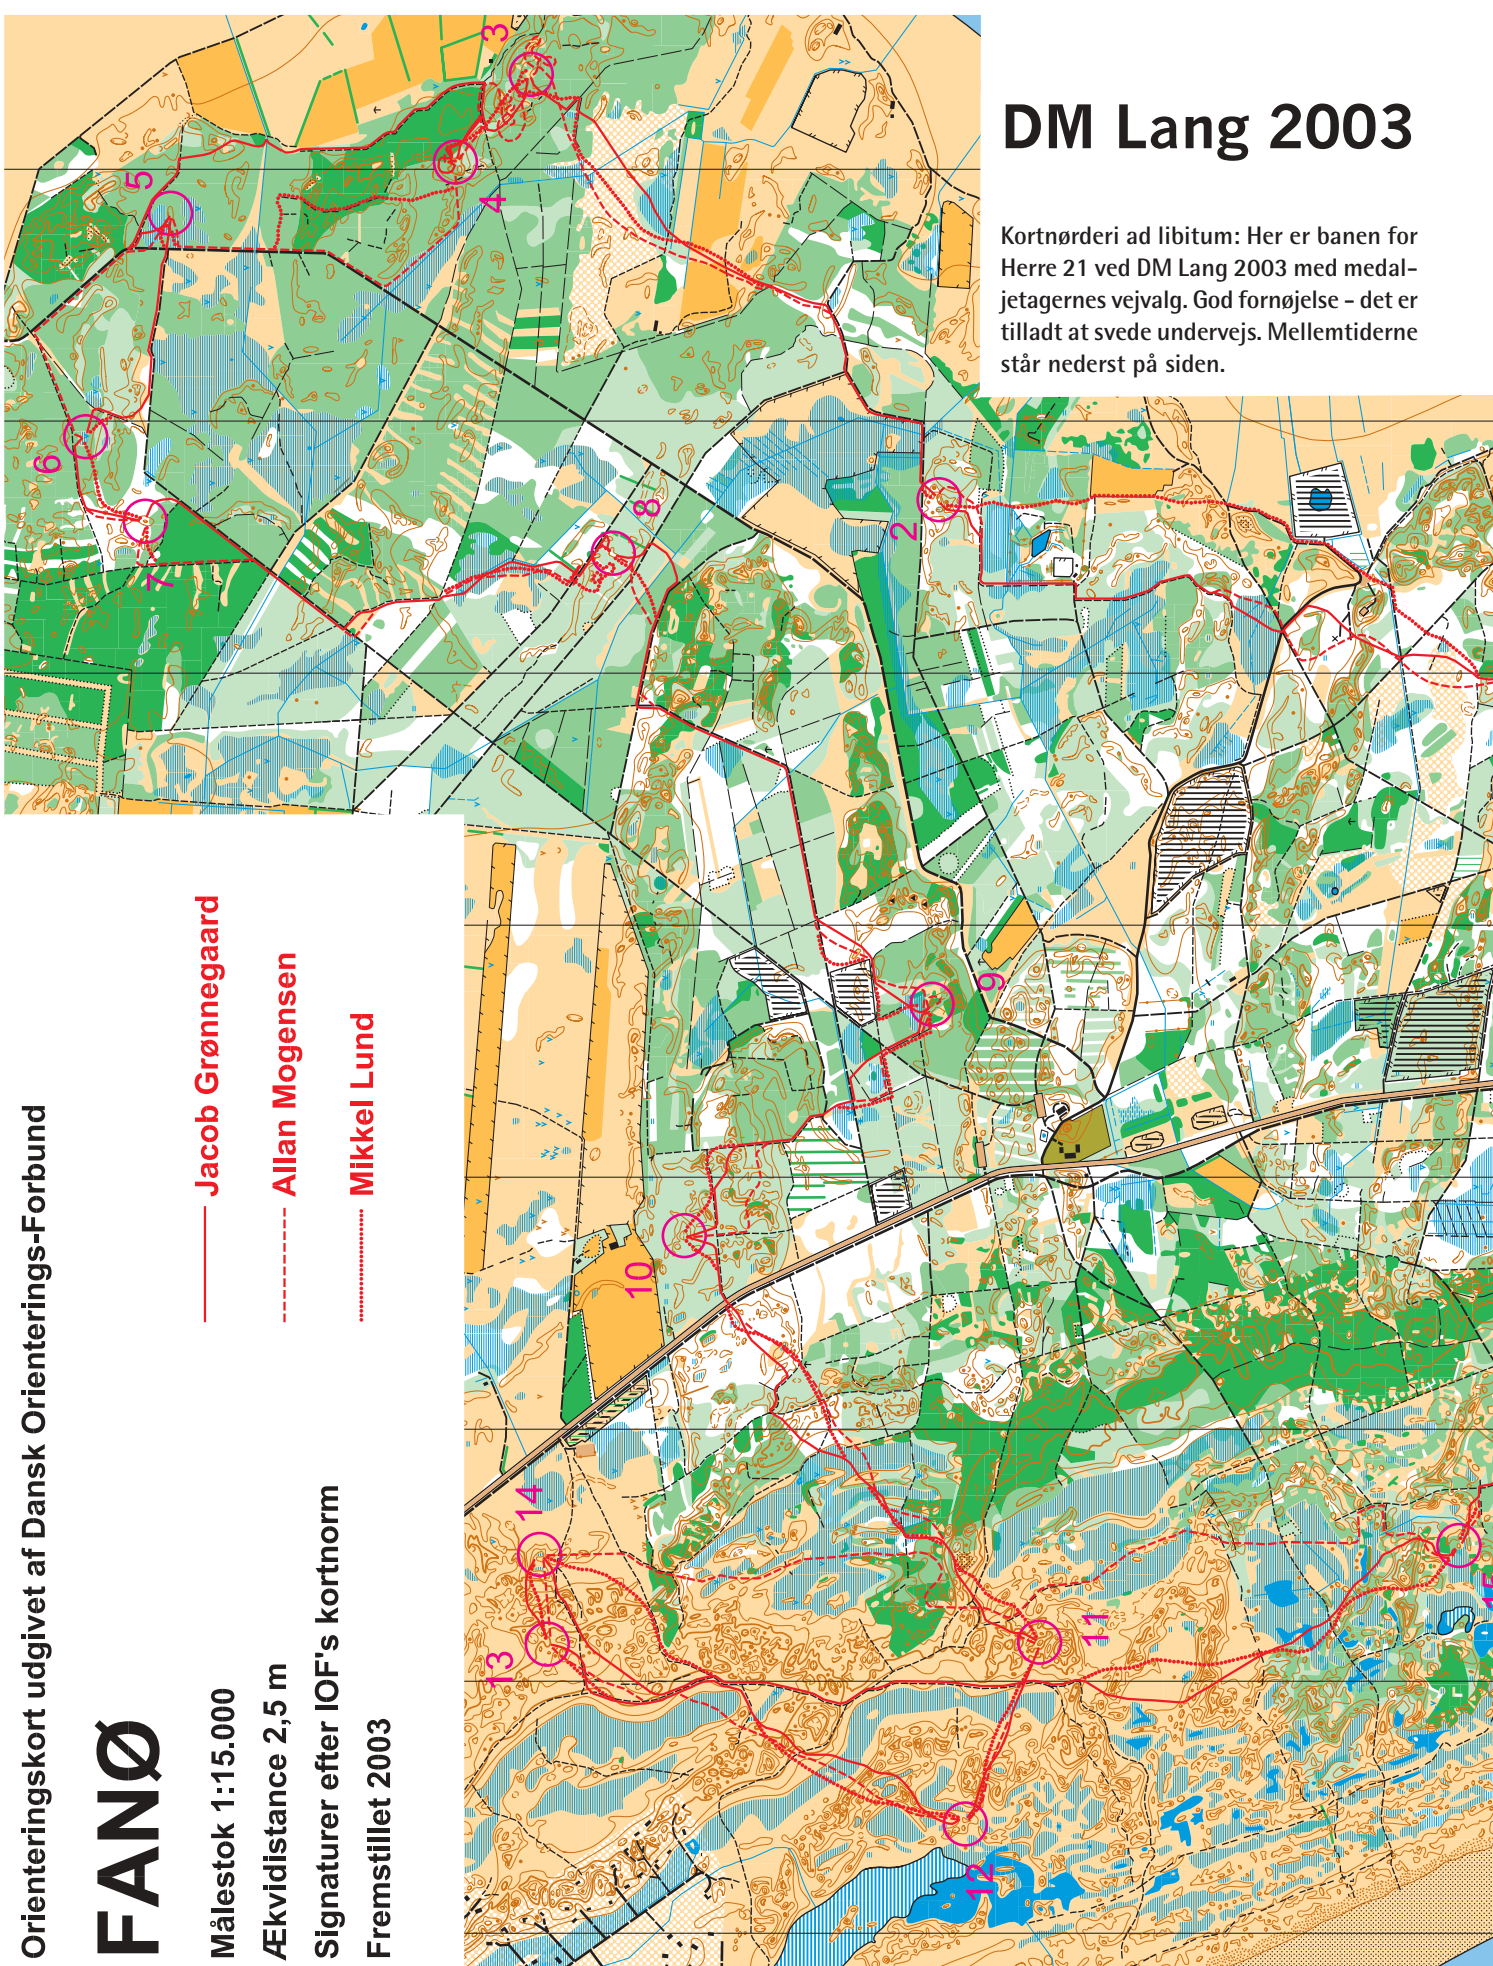 DM Lang 2003
Kortnørderi ad libitum: Her er banen for
Herre 21 ved DM Lang 2003 med medal-
jetagernes vejvalg. God fornøjelse - det er
tilladt at svede undervejs. Mellemtiderne
står nederst på siden.
Orienteringskort udgivet af Dansk Orienterings-Forbund
FANØ
Målestok 1:15.000
Ækvidistance 2,5 m
Signaturer efter IOF's kortnorm
Fremstillet 2003
Jacob Grønnegaard
Allan Mogensen
Mikkel Lund
2
3
4
5
6
7
8
9
10
11
12
13
14
15